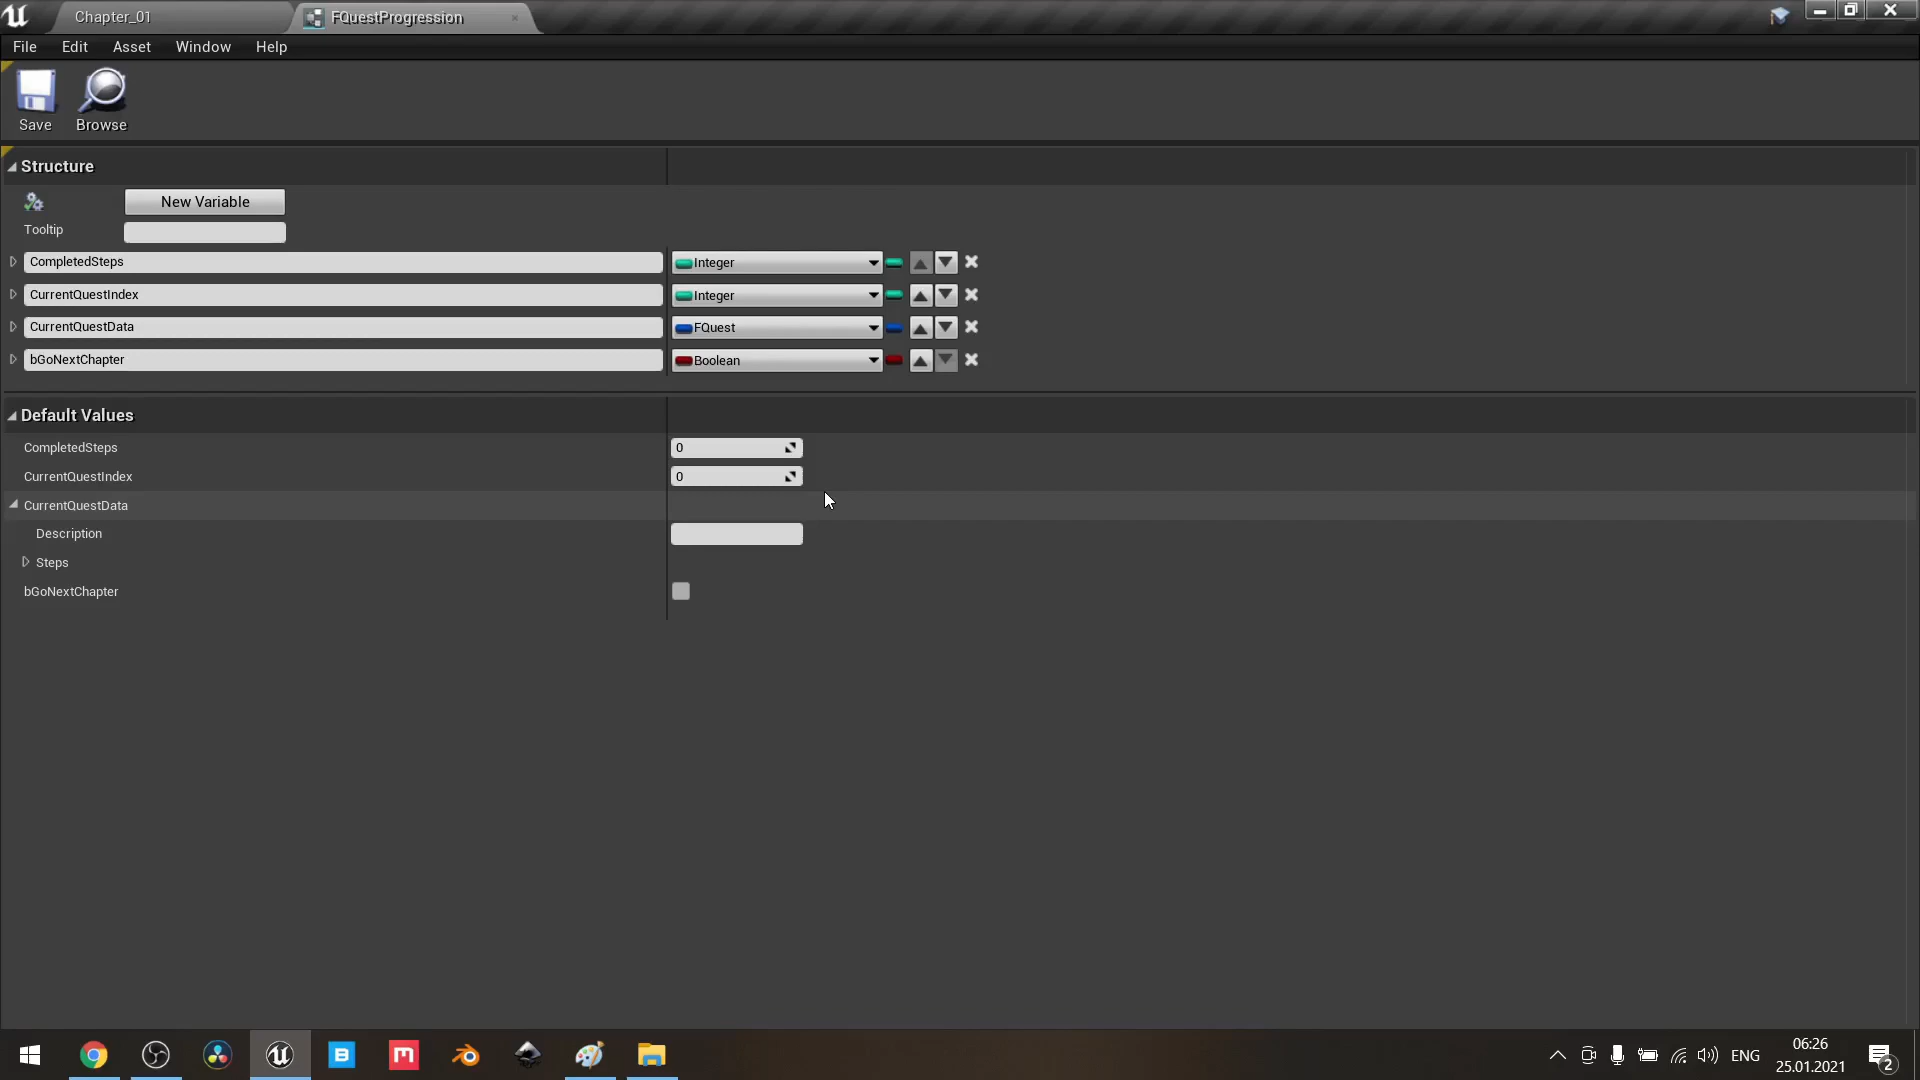 Chapter_01
FQuestProgression
File Edit Asset Window Help
Save Browse
Structure
New Variable
Tooltip
CompletedSteps Integer
CurrentQuestIndex Integer
CurrentQuestData FQuest
bGoNextChapter Boolean
Default Values
CompletedSteps 0
CurrentQuestIndex 0
CurrentQuestData
Description
Steps
bGoNextChapter
ENG
06:26
25.01.2021
2